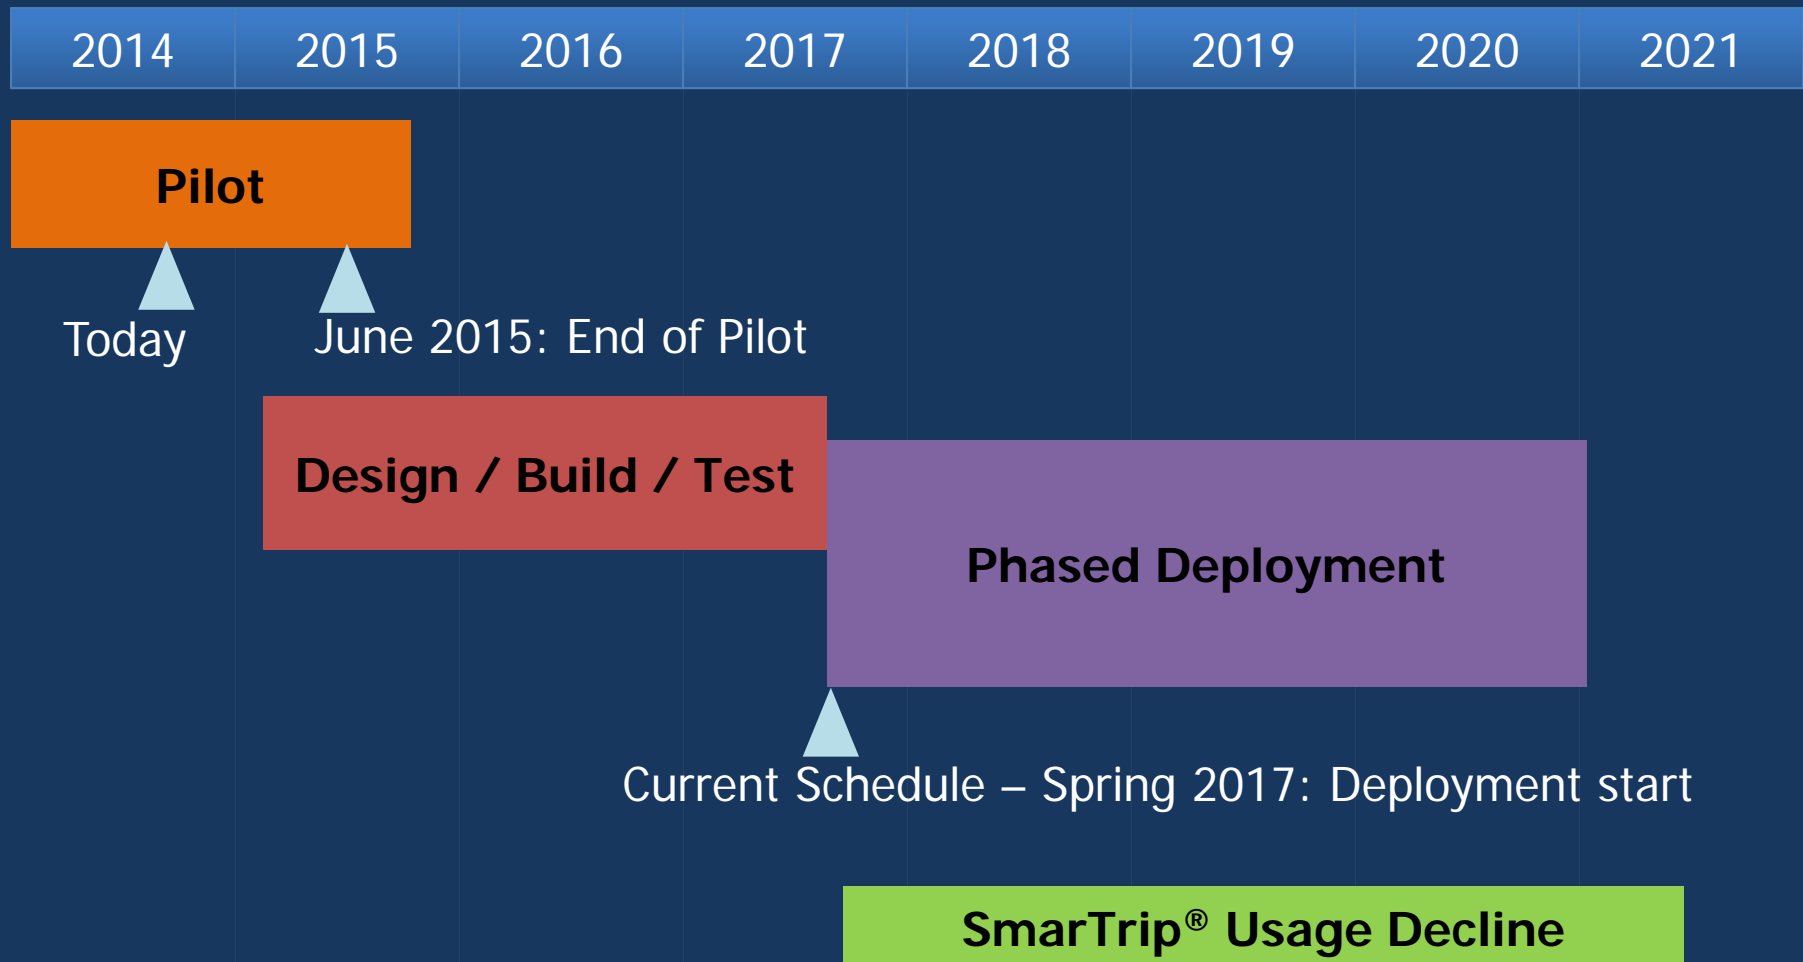 2014 2015 2016 2017 2018 2019 2020 2021
Pilot
Today
June 2015: End of Pilot
Design / Build / Test
Phased Deployment
Current Schedule – Spring 2017: Deployment start
SmarTrip® Usage Decline